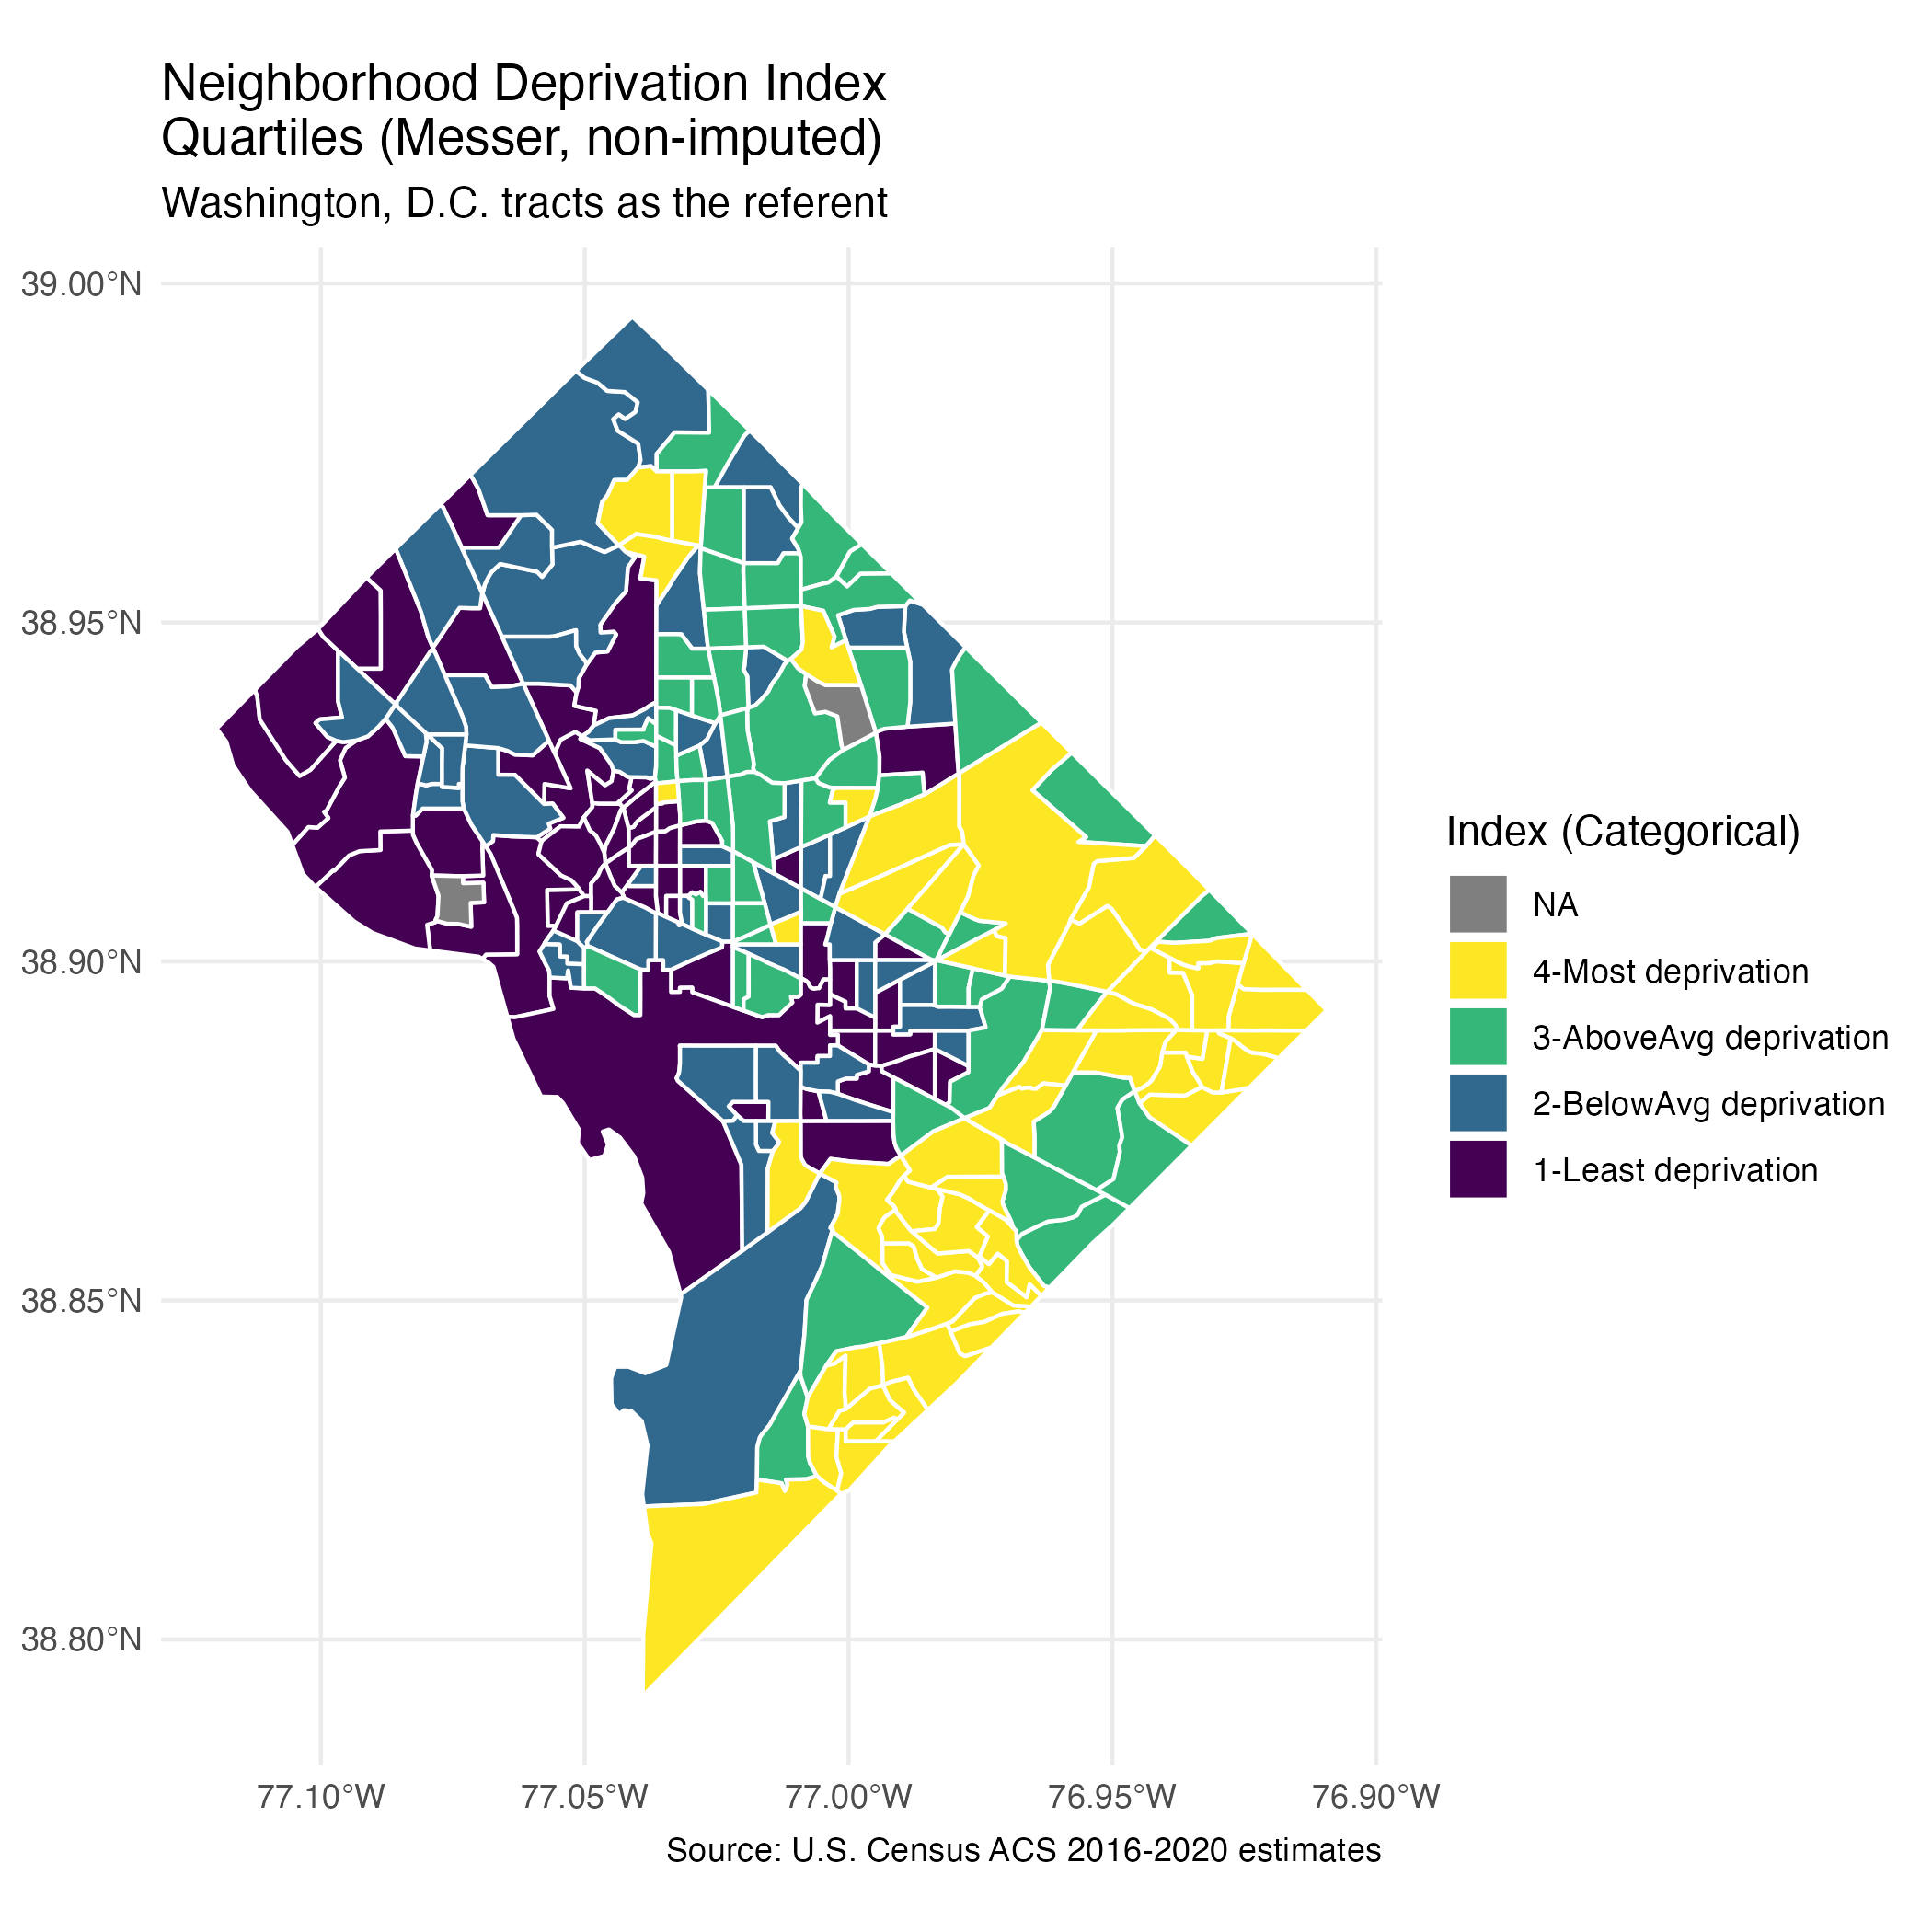 Neighborhood Deprivation Index
Quartiles (Messer, non-imputed)
Washington, D.C. tracts as the referent
39.00°N
38.95°N
38.90°N
38.85°N
38.80°N
77.10°W
77.05°W
77.00°W
76.95°W
76.90°W
Index (Categorical)
NA
4-Most deprivation
3-AboveAvg deprivation
2-BelowAvg deprivation
1-Least deprivation
Source: U.S. Census ACS 2016-2020 estimates